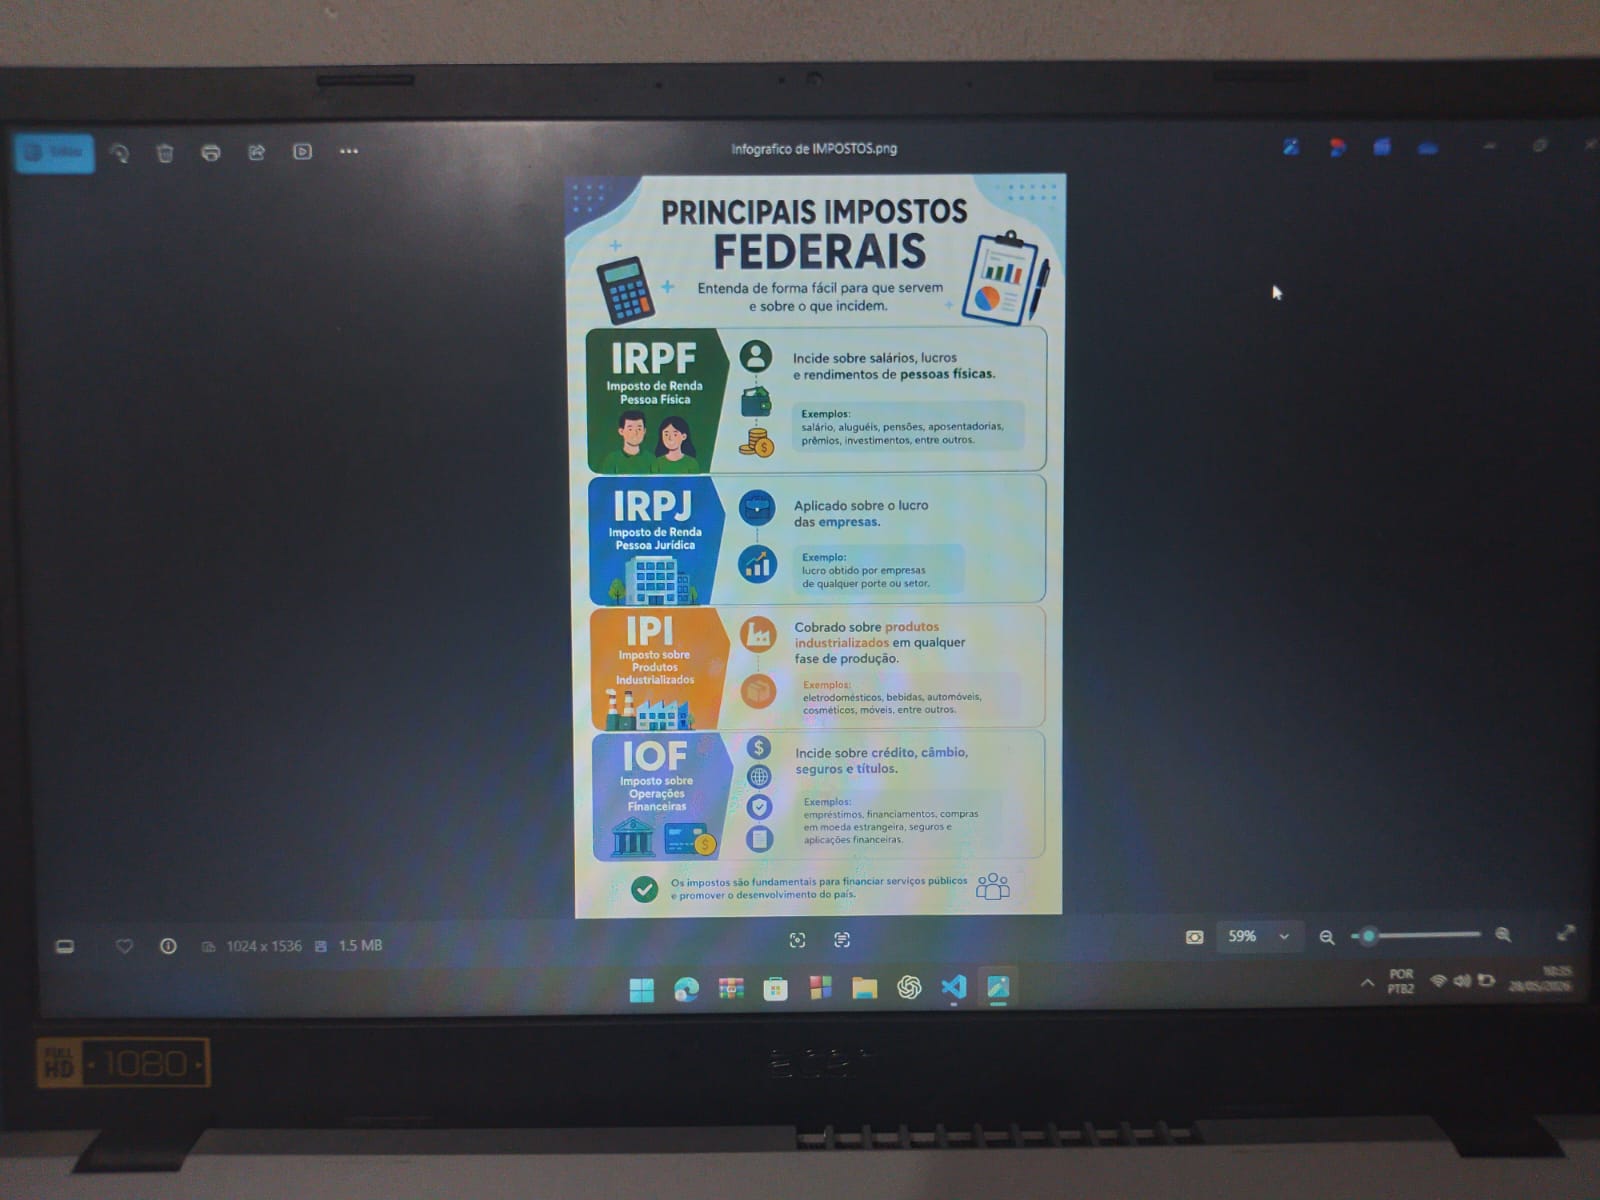 Infografico de IMPOSTOS.png
PRINCIPAIS IMPOSTOS
FEDERAIS
Entenda de forma fácil para que servem
e sobre o que incidem.
IRPF
Imposto de Renda
Pessoa Física
Incide sobre salários, lucros
e rendimentos de pessoas físicas.
Exemplos:
salário, aluguéis, pensões, aposentadorias,
prêmios, investimentos, entre outros.
IRPJ
Imposto de Renda
Pessoa Jurídica
Aplicado sobre o lucro
das empresas.
Exemplo:
lucro obtido por empresas
de qualquer porte ou setor.
IPI
Imposto sobre
Produtos
Industrializados
Cobrado sobre produtos
industrializados em qualquer
fase de produção.
Exemplos:
eletrodomésticos, bebidas, automóveis,
cosméticos, móveis, entre outros.
IOF
Imposto sobre
Operações
Financeiras
$
Incide sobre crédito, câmbio,
seguros e títulos.
Exemplos:
empréstimos, financiamentos, compras
em moeda estrangeira, seguros e
aplicações financeiras.
Os impostos são fundamentais para financiar serviços públicos
e promover o desenvolvimento do país.
1024 x 1536 1.5 MB
59%
POR
PTB2
10:35
28/05/2026
FULL
HD 1080
acer